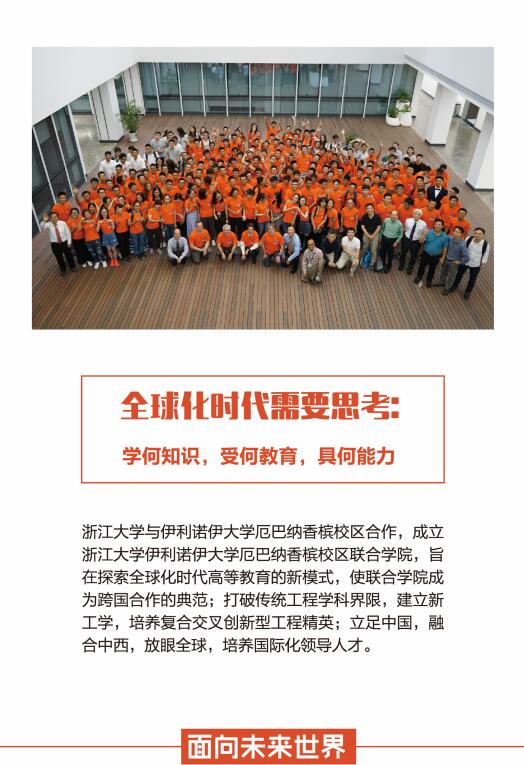 全球化时代需要思考：
学何知识，受何教育，具何能力
浙江大学与伊利诺伊大学厄巴纳香槟校区合作，成立
浙江大学伊利诺伊大学厄巴纳香槟校区联合学院，旨
在探索全球化时代高等教育的新模式，使联合学院成
为跨国合作的典范；打破传统工程学科界限，建立新
工学，培养复合交叉创新型工程精英；立足中国，融
合中西，放眼全球，培养国际化领导人才。
面向未来世界